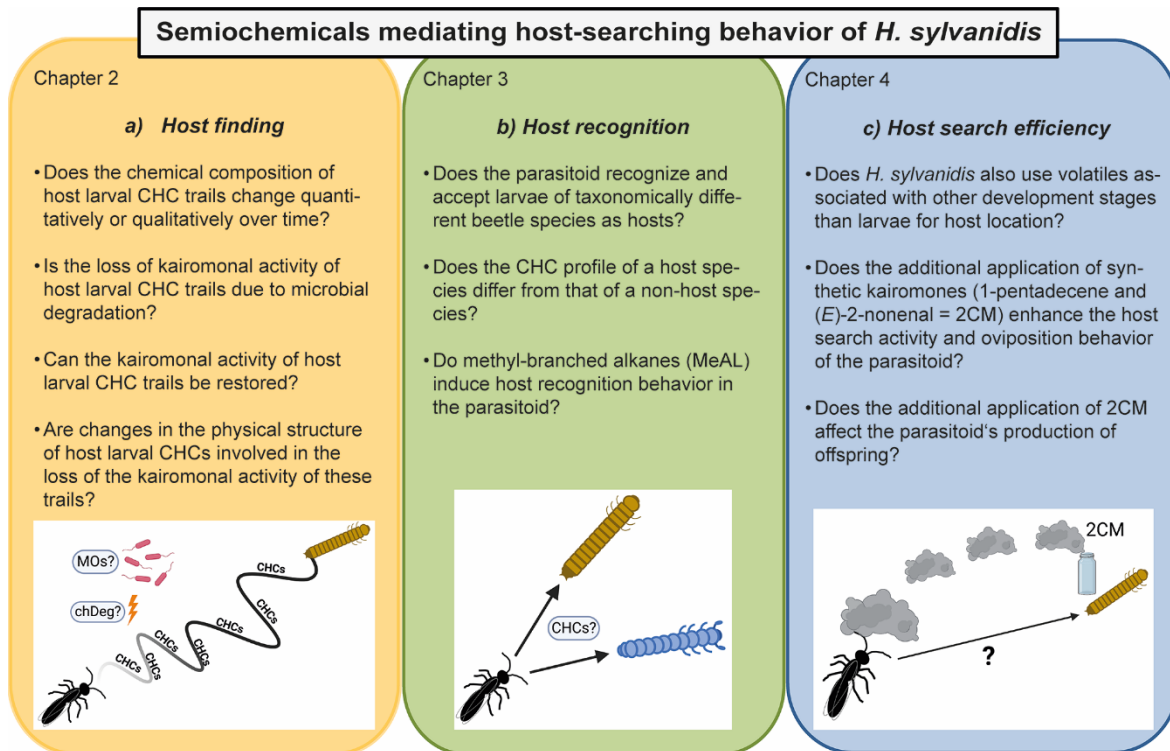 Semiochemicals mediating host-searching behavior of H. sylvanidis
Chapter 2
a) Host finding
• Does the chemical composition of
host larval CHC trails change quanti-
tatively or qualitatively over time?
• Is the loss of kairomonal activity of
host larval CHC trails due to microbial
degradation?
• Can the kairomonal activity of host
larval CHC trails be restored?
• Are changes in the physical structure
of host larval CHCs involved in the
loss of the kairomonal activity of these
trails?
MOs?
chDeg?
CHCs
CHCs
CHCs
CHCs
CHCs
CHCs
CHCs
Chapter 3
b) Host recognition
• Does the parasitoid recognize and
accept larvae of taxonomically diffe-
rent beetle species as hosts?
• Does the CHC profile of a host spe-
cies differ from that of a non-host spe-
cies?
• Do methyl-branched alkanes (MeAL)
induce host recognition behavior in
the parasitoid?
CHCs?
Chapter 4
c) Host search efficiency
• Does H. sylvanidis also use volatiles as-
sociated with other development stages
than larvae for host location?
• Does the additional application of syn-
thetic kairomones (1-pentadecene and
(E)-2-nonenal = 2CM) enhance the host
search activity and oviposition behavior
of the parasitoid?
• Does the additional application of 2CM
affect the parasitoid‘s production of
offspring?
2CM
?